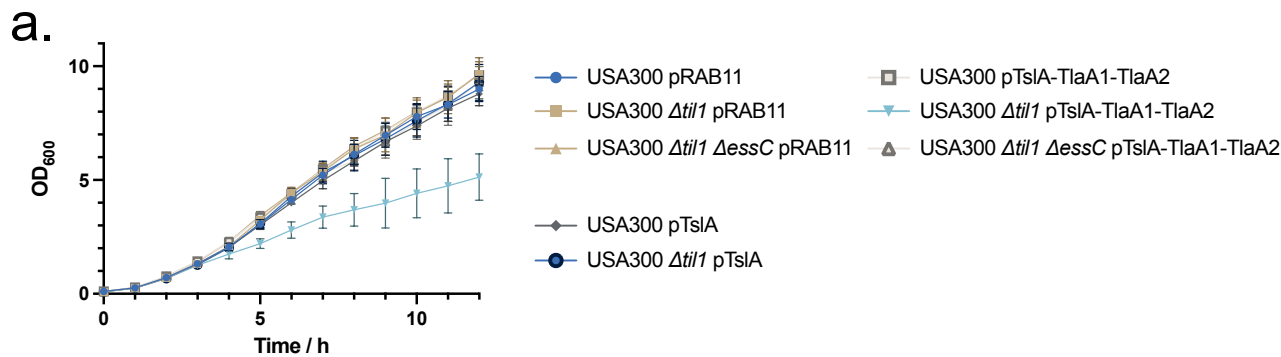 a.
OD600
10
5
0
0 5 10
Time / h
USA300 pRAB11
USA300 Δtil1 pRAB11
USA300 Δtil1 ΔessC pRAB11
USA300 pTslA
USA300 Δtil1 pTslA
USA300 pTslA-TlaA1-TlaA2
USA300 Δtil1 pTslA-TlaA1-TlaA2
USA300 Δtil1 ΔessC pTslA-TlaA1-TlaA2